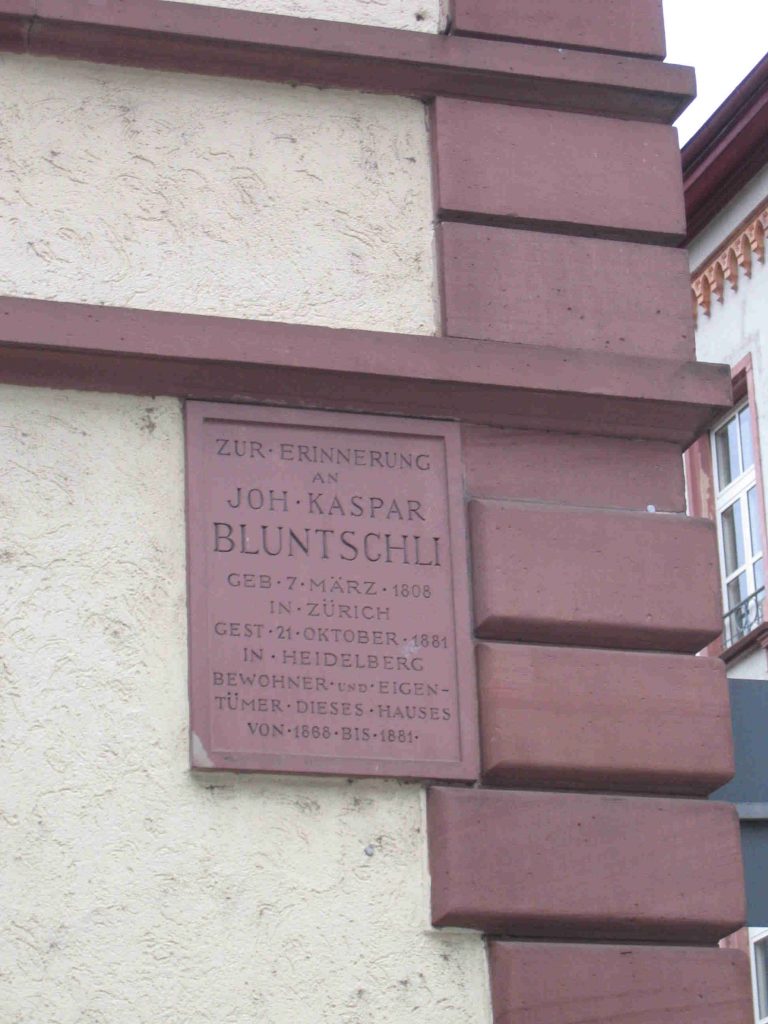 ZUR·ERINNERUNG
AN
JOH·KASPAR
BLUNTSCHLI
GEB·7·MÄRZ·1808
IN·ZÜRICH
GEST·21·OKTOBER·1881
IN·HEIDELBERG
BEWOHNER·UND·EIGEN-
TÜMER·DIESES·HAUSES
VON·1868·BIS·1881·